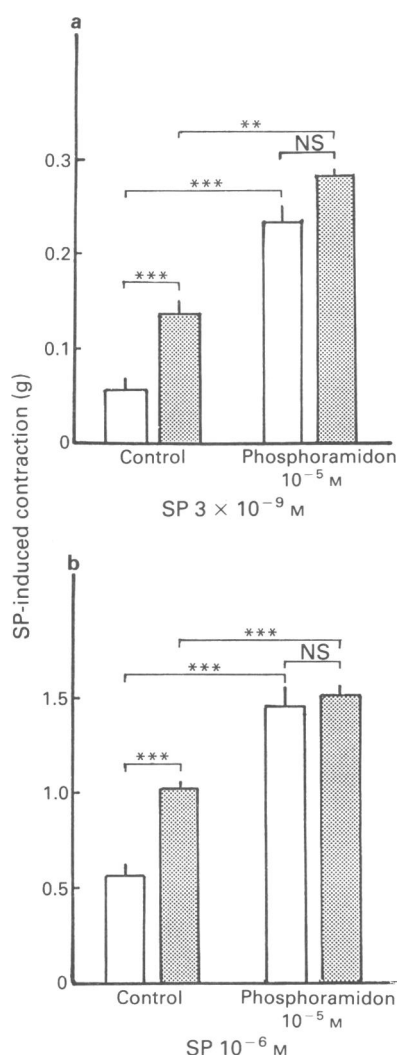 a
SP-induced contraction (g)
**
NS
***
***
0.3
0.2
0.1
0
Control
Phosphoramidon
10⁻⁵ M
SP 3 × 10⁻⁹ M
b
***
NS
***
***
1.5
1.0
0.5
0
Control
Phosphoramidon
10⁻⁵ M
SP 10⁻⁶ M